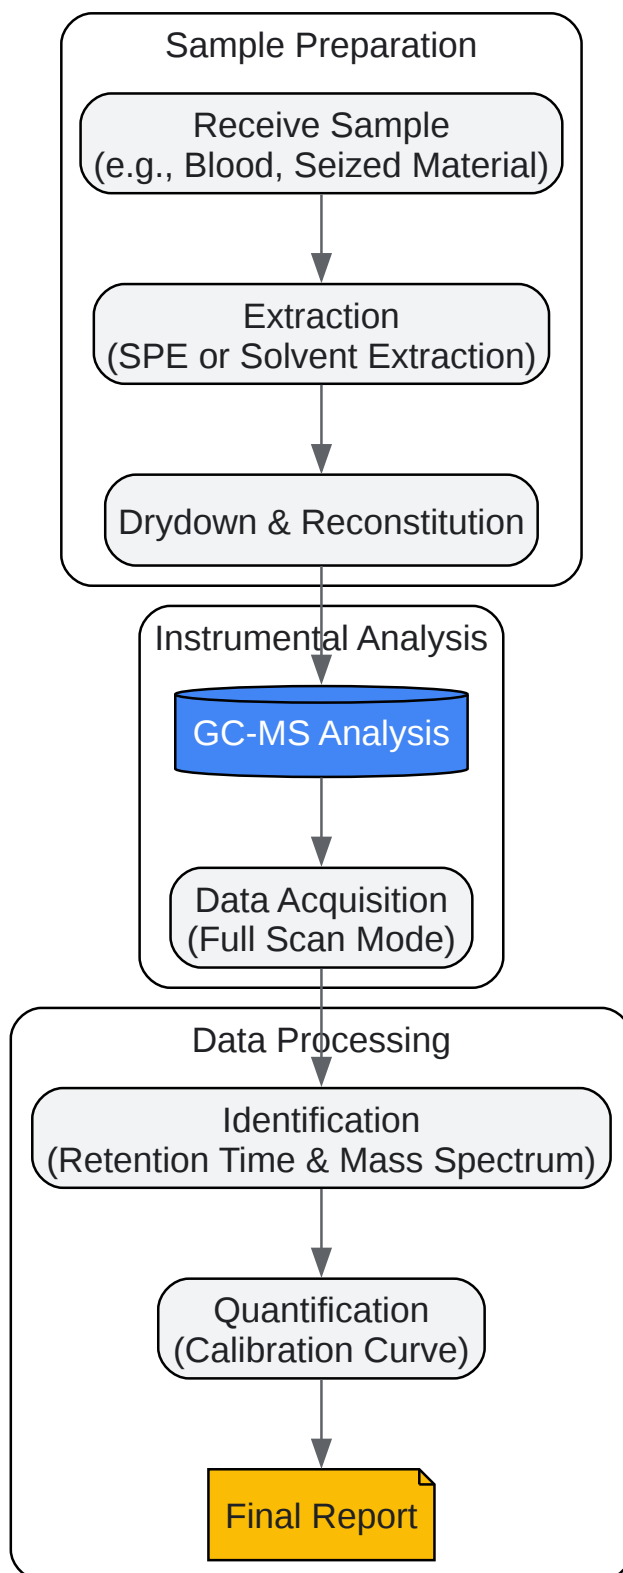 Sample Preparation
Receive Sample
(e.g., Blood, Seized Material)
Extraction
(SPE or Solvent Extraction)
Drydown & Reconstitution
Instrumental Analysis
GC-MS Analysis
Data Acquisition
(Full Scan Mode)
Data Processing
Identification
(Retention Time & Mass Spectrum)
Quantification
(Calibration Curve)
Final Report